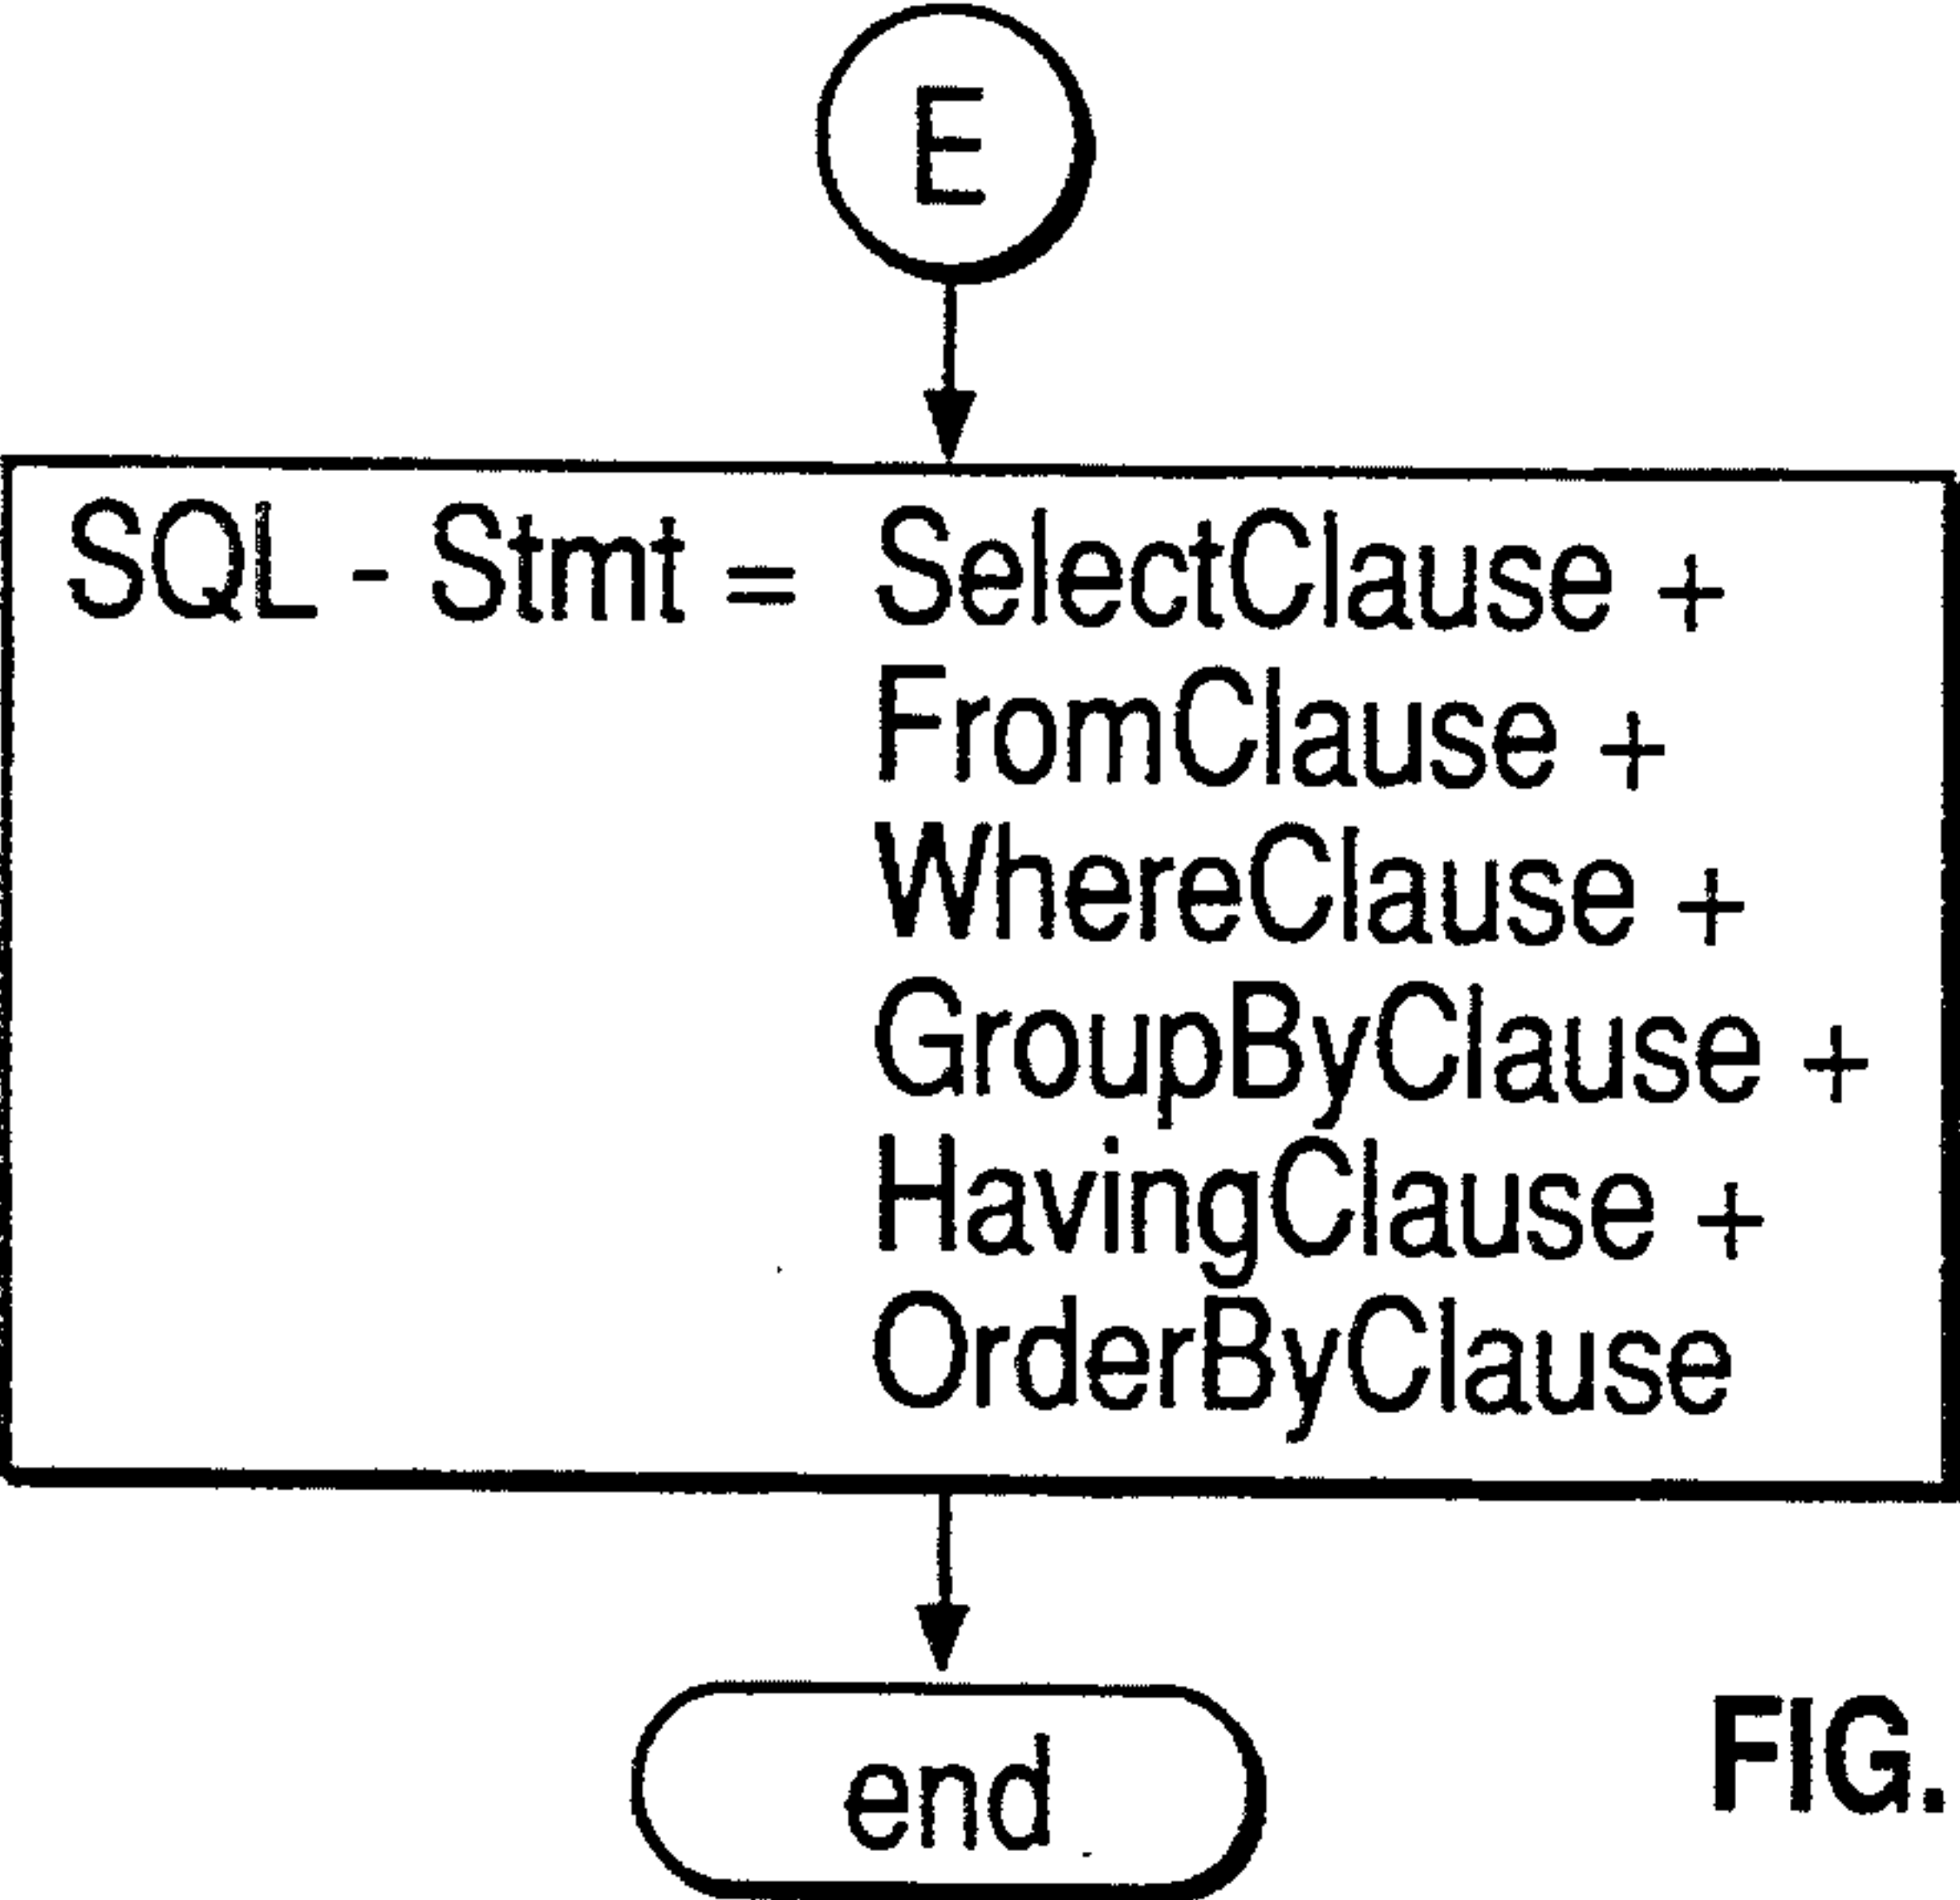 E
SQL - Stmt = SelectClause +
FromClause +
WhereClause +
GroupByClause +
HavingClause +
OrderByClause
end
FIG.